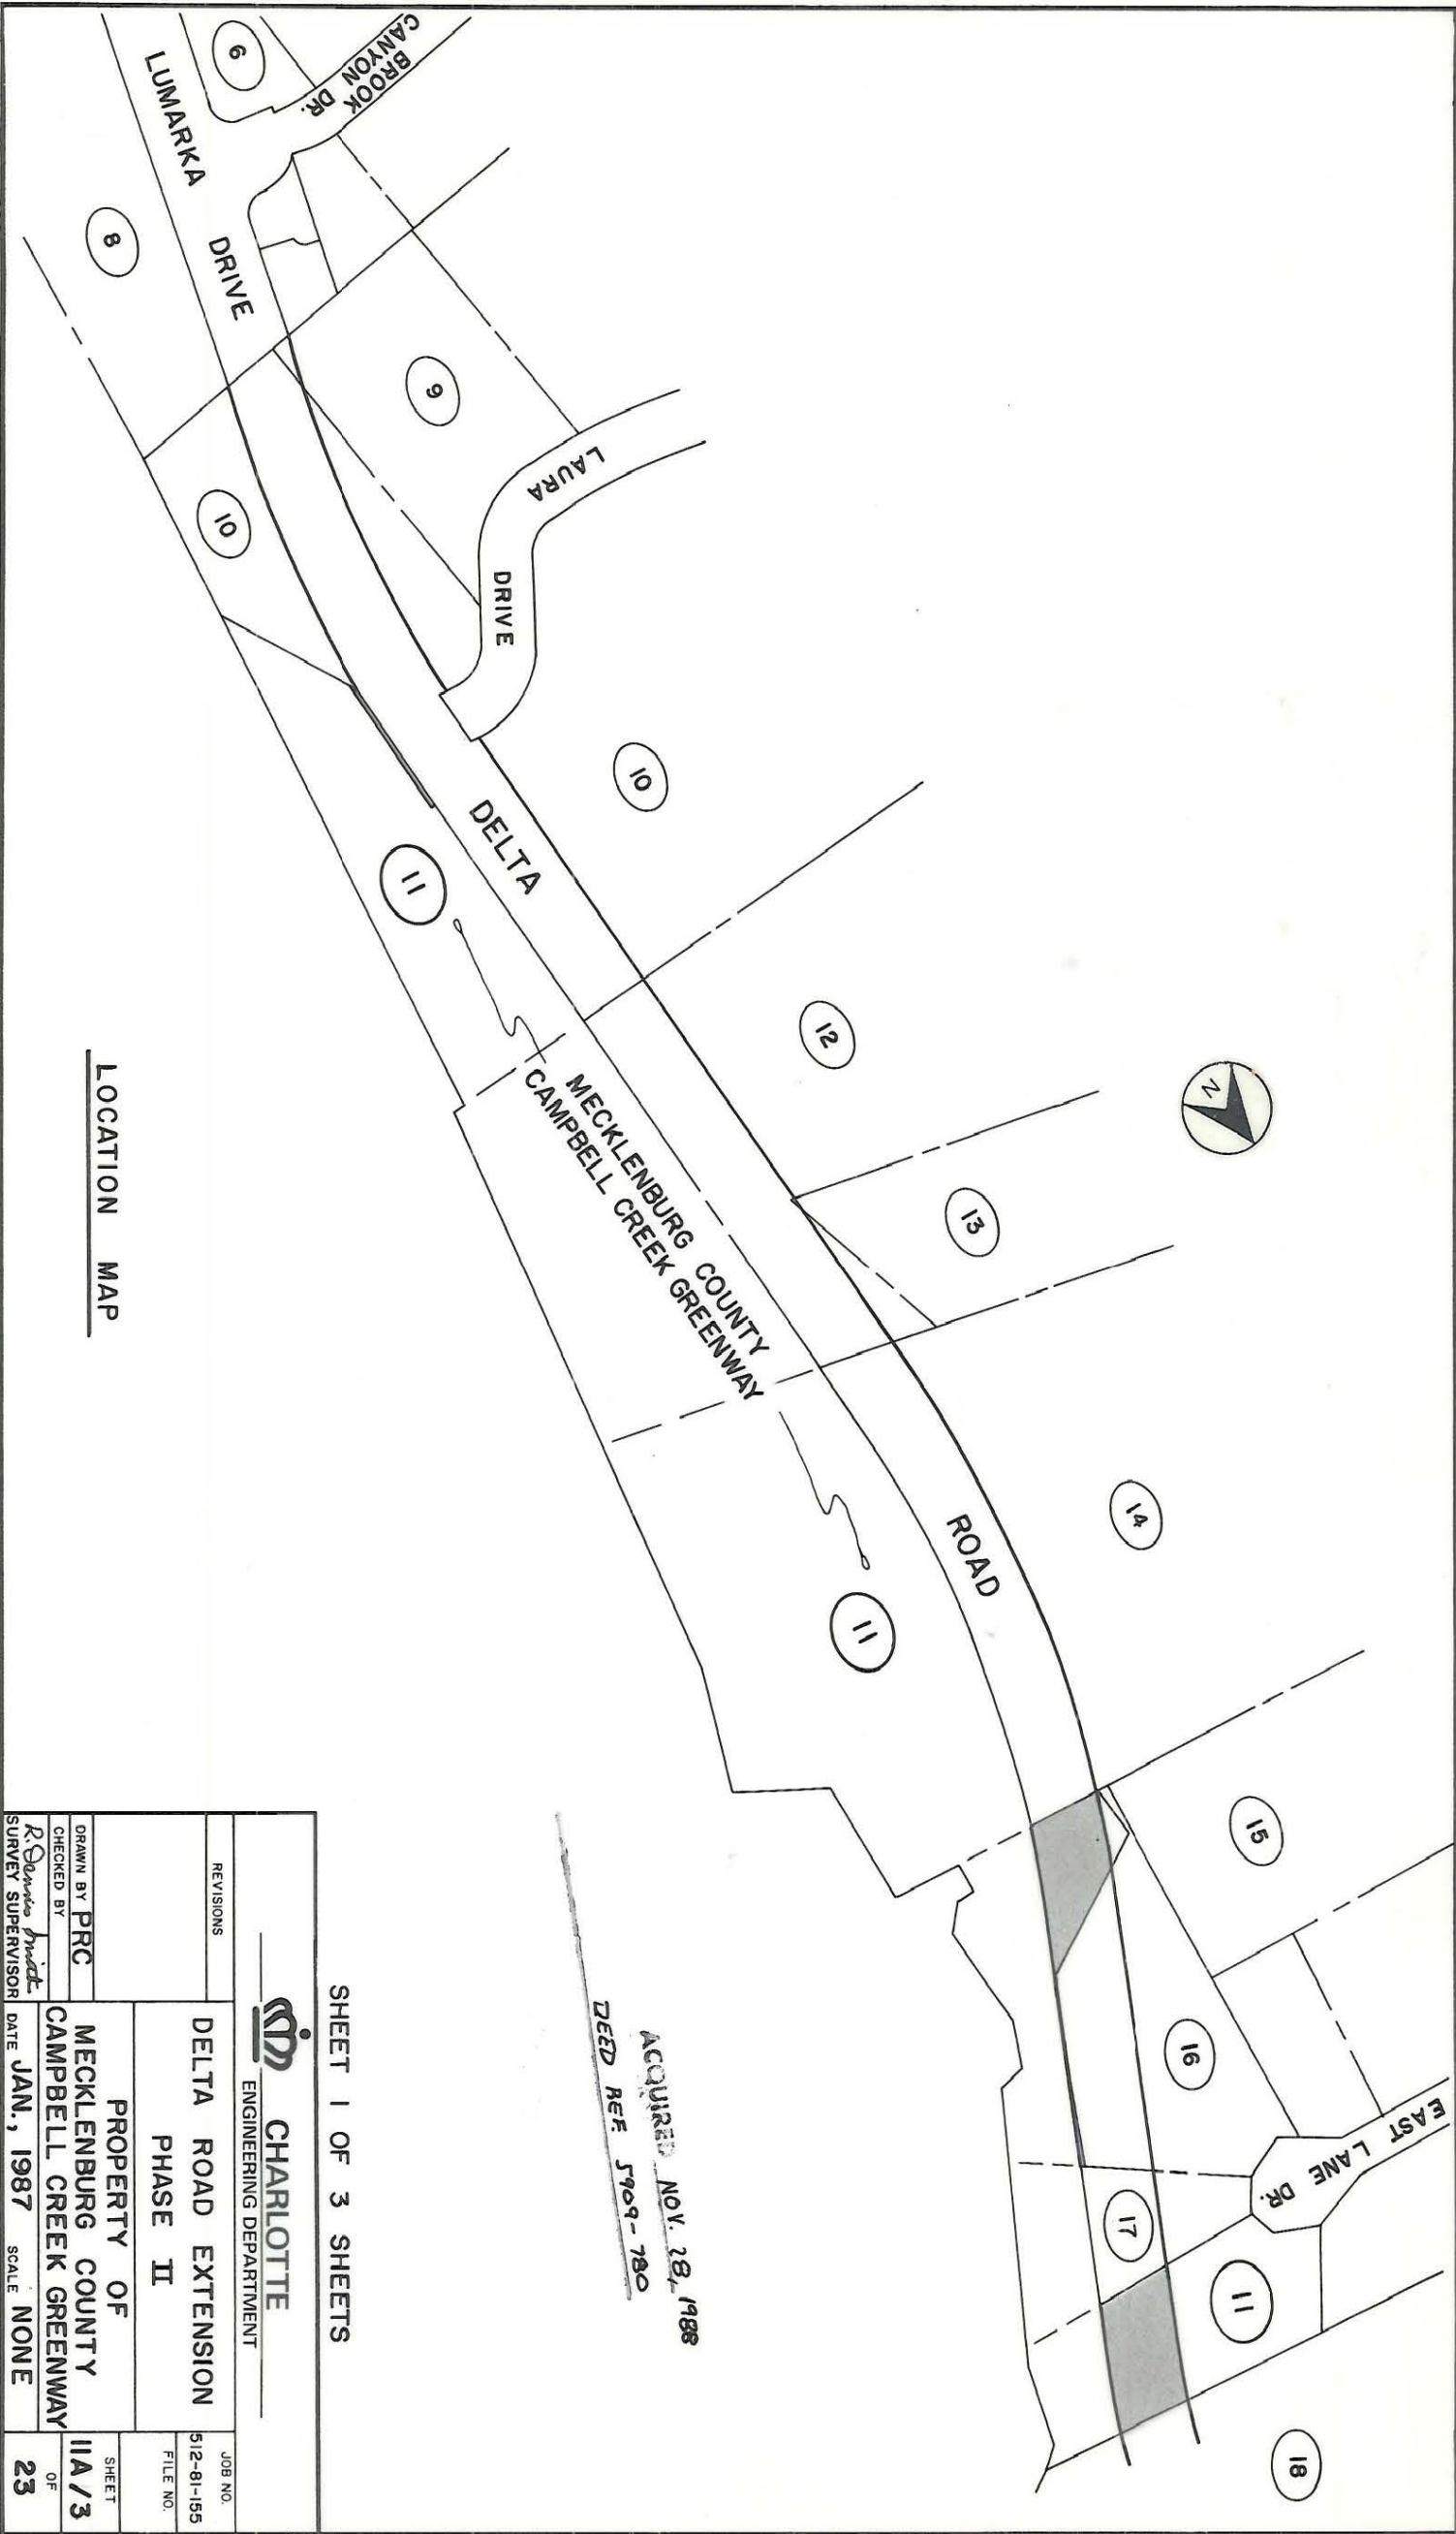 BROOK
CANYON
DR.
6
LUMARKA DRIVE
8
9
LAURA DRIVE
10
10
DELTA ROAD
11
MECKLENBURG COUNTY
CAMPBELL CREEK GREENWAY
12
N
13
14
11
15
16
EAST LANE DR.
17
11
18
LOCATION MAP
ACQUIRED NOV. 28, 1988
DEED REF. 5909-780
SHEET 1 OF 3 SHEETS
CHARLOTTE
ENGINEERING DEPARTMENT
REVISIONS
DELTA ROAD EXTENSION
PHASE II
JOB NO.
512-81-155
FILE NO.
PROPERTY OF
MECKLENBURG COUNTY
CAMPBELL CREEK GREENWAY
SHEET
11A/3
OF
23
DRAWN BY PRC
CHECKED BY
R. Dennis Smith
SURVEY SUPERVISOR
DATE JAN., 1987 SCALE NONE